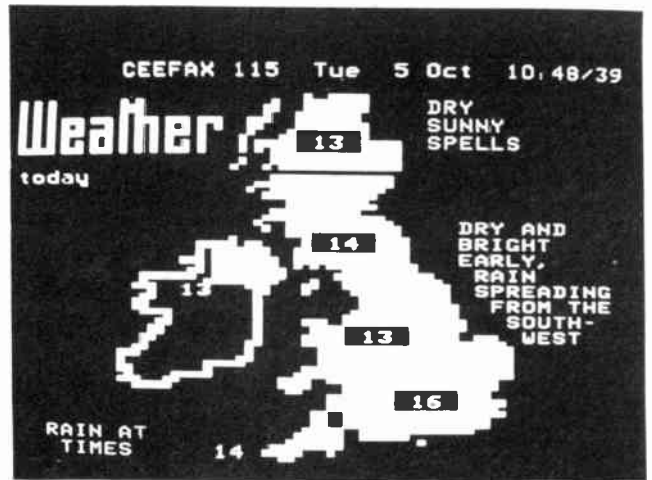 CEEFAX 115 Tue 5 Oct 10:48/39
Weather
today
DRY
SUNNY
SPELLS
13
14
DRY AND
BRIGHT
EARLY,
RAIN
SPREADING
FROM THE
SOUTH-
WEST
13
13
16
RAIN AT
TIMES
14